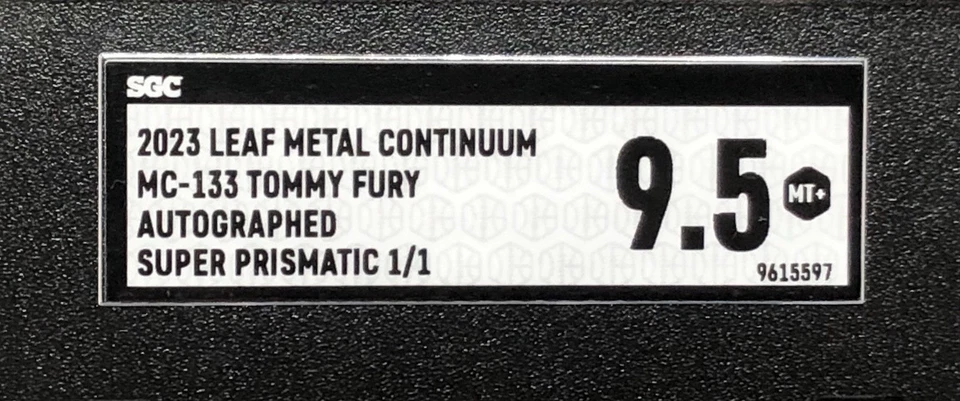 SGC
2023 LEAF METAL CONTINUUM
MC-133 TOMMY FURY
AUTOGRAPHED
SUPER PRISMATIC 1/1
9.5
MT+
9615597